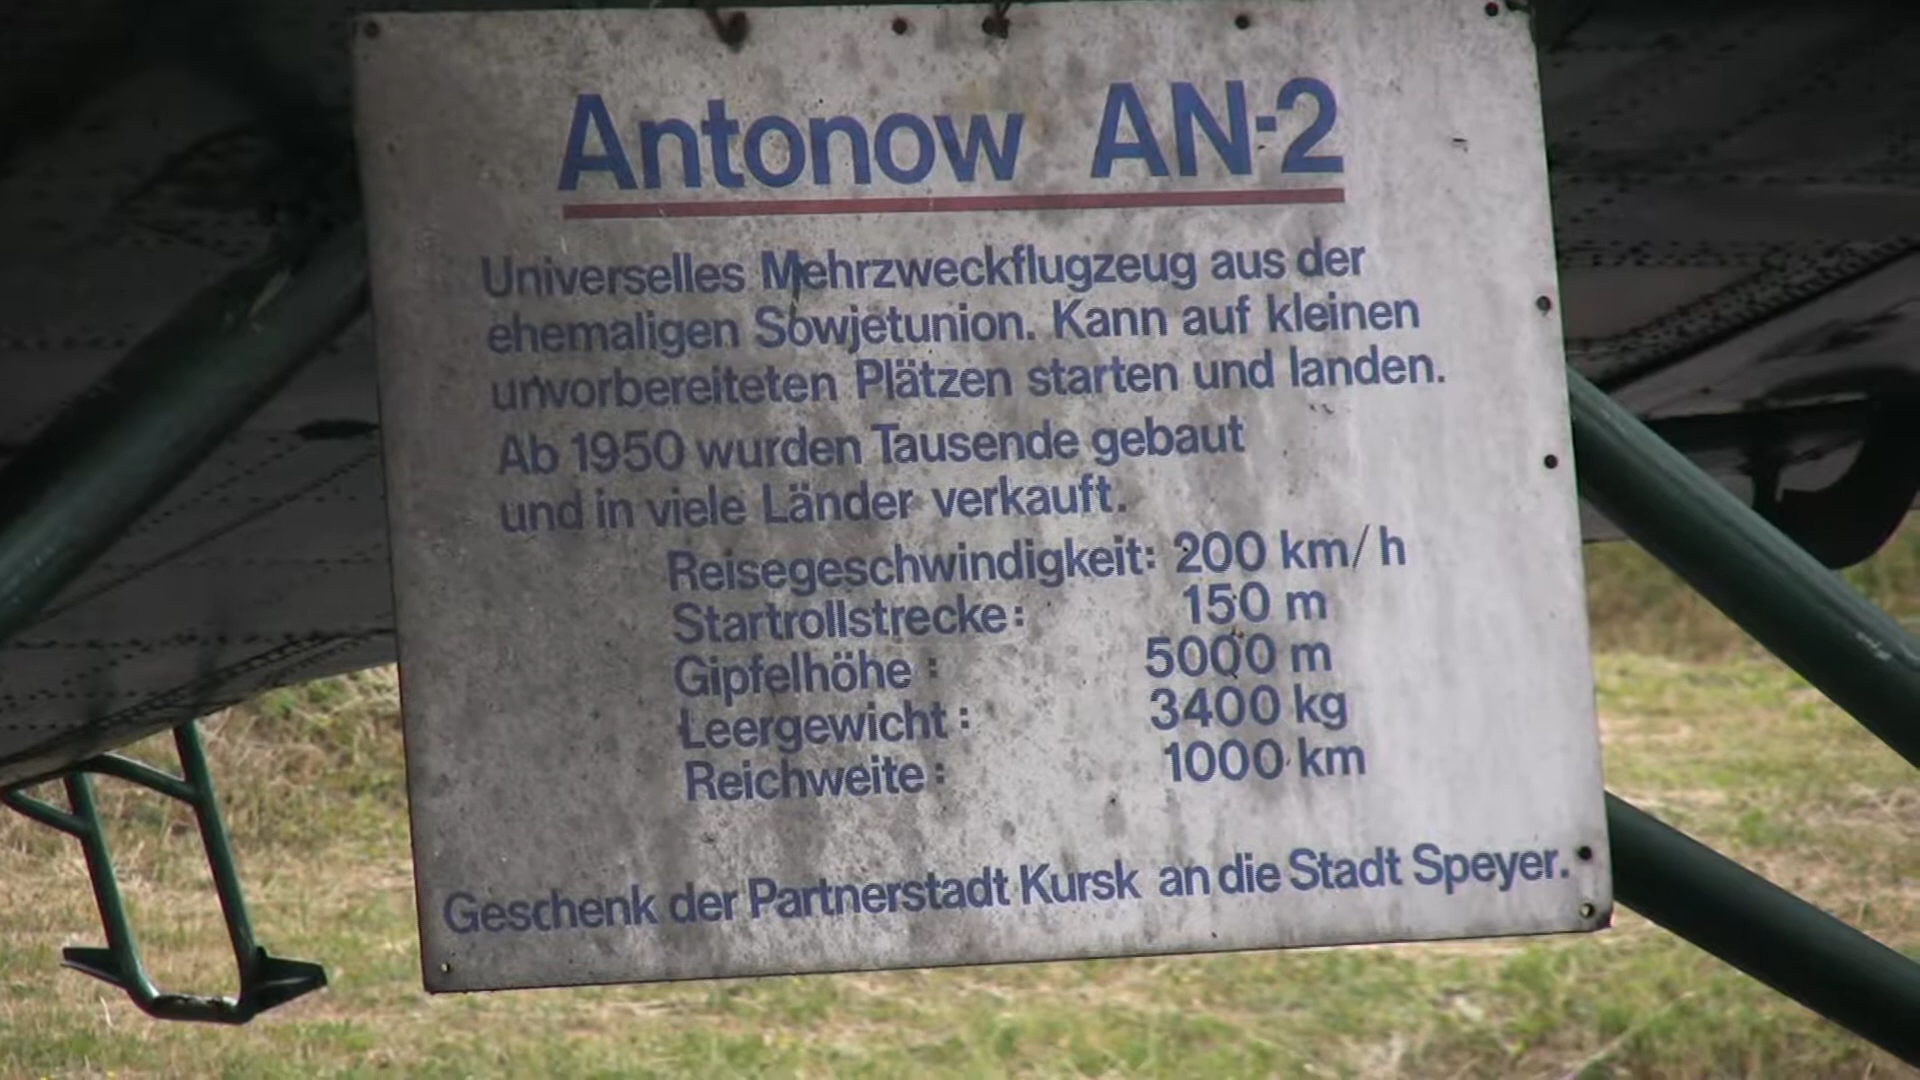 Antonow AN-2
Universelles Mehrzweckflugzeug aus der
ehemaligen Sowjetunion. Kann auf kleinen
unvorbereiteten Plätzen starten und landen.
Ab 1950 wurden Tausende gebaut
und in viele Länder verkauft.
Reisegeschwindigkeit: 200 km/h
Startrollstrecke: 150 m
Gipfelhöhe: 5000 m
Leergewicht: 3400 kg
Reichweite: 1000 km
Geschenk der Partnerstadt Kursk an die Stadt Speyer.